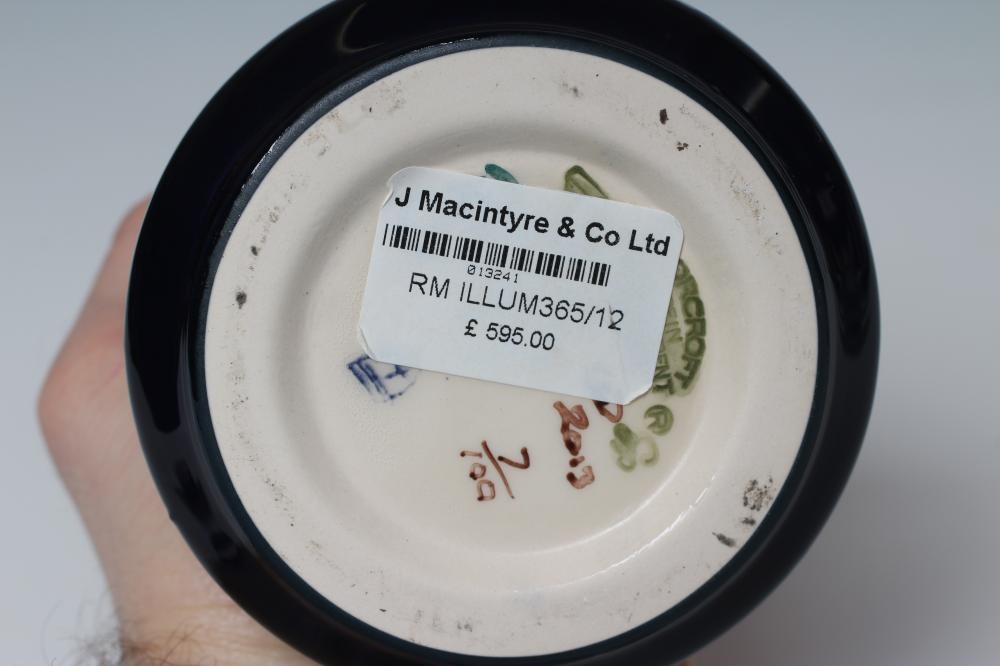 J Macintyre & Co Ltd
013241
RM ILLUM365/12
£ 595.00
2013
7/100
®